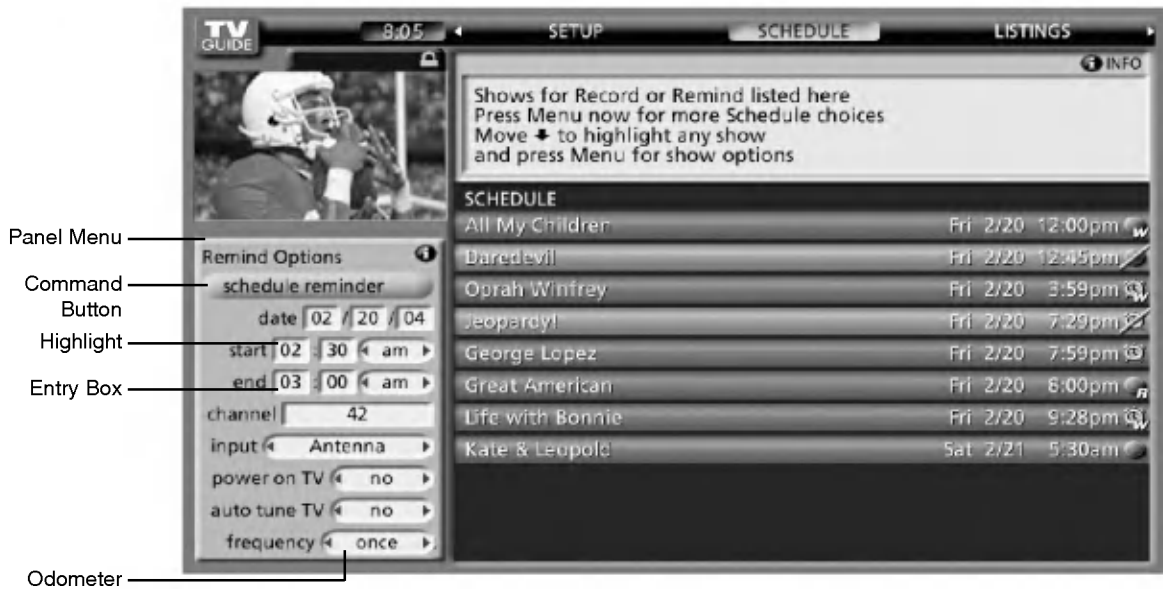 TV
GUIDE
8:05
SETUP
SCHEDULE
LISTINGS
INFO
Shows for Record or Remind listed here
Press Menu now for more Schedule choices
Move to highlight any show
and press Menu for show options
SCHEDULE
All My Children Fri 2/20 12:00pm W
Daredevil Fri 2/20 12:45pm
Oprah Winfrey Fri 2/20 3:59pm W
Jeopardy! Fri 2/20 7:29pm
George Lopez Fri 2/20 7:59pm
Great American Fri 2/20 8:00pm R
Life with Bonnie Fri 2/20 9:28pm W
Kate & Leopold Sat 2/21 5:30am
Panel Menu
Remind Options
Command
Button
schedule reminder
date 02 / 20 / 04
Highlight
start 02 : 30 am
Entry Box
end 03 : 00 am
channel 42
input Antenna
power on TV no
auto tune TV no
frequency once
Odometer